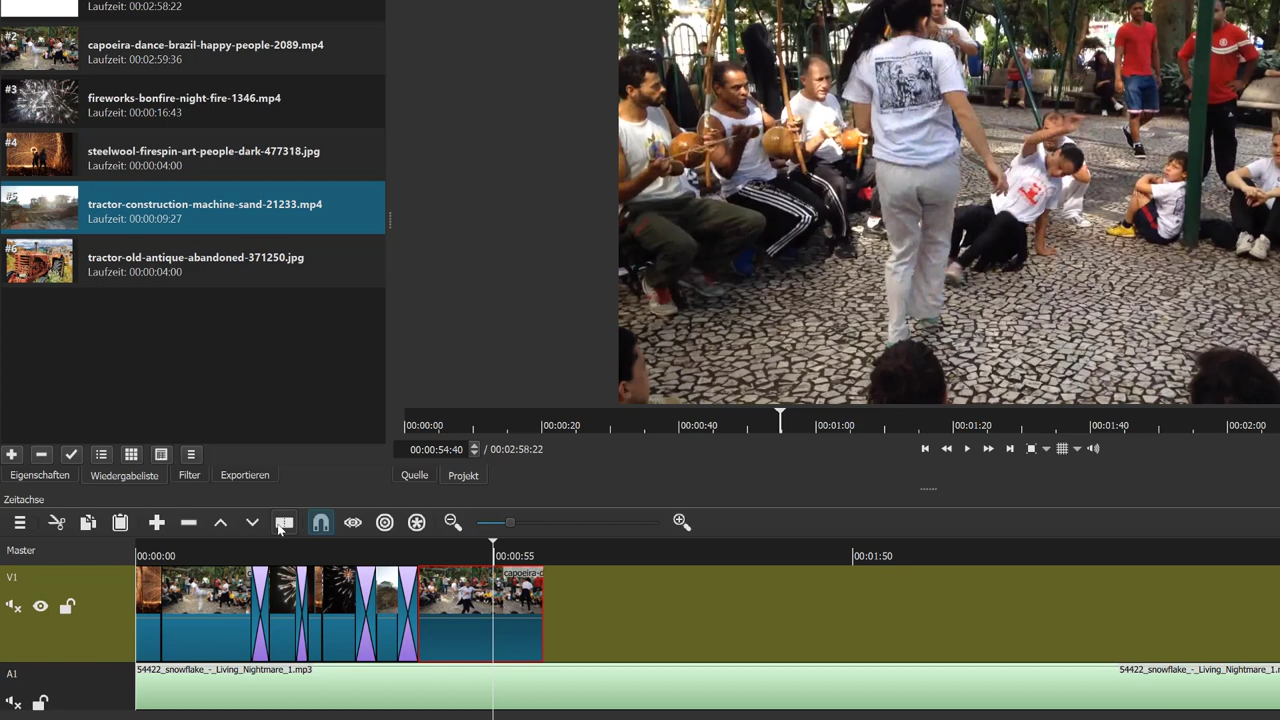 Laufzeit: 00:02:58:22
#2
capoeira-dance-brazil-happy-people-2089.mp4
Laufzeit: 00:02:59:36
#3
fireworks-bonfire-night-fire-1346.mp4
Laufzeit: 00:00:16:43
#4
steelwool-firespin-art-people-dark-477318.jpg
Laufzeit: 00:00:04:00
#5
tractor-construction-machine-sand-21233.mp4
Laufzeit: 00:00:09:27
#6
tractor-old-antique-abandoned-371250.jpg
Laufzeit: 00:00:04:00
00:00:00 00:00:20 00:00:40 00:01:00 00:01:20 00:01:40 00:02:00
00:00:54:40 / 00:02:58:22
Eigenschaften Wiedergabeliste Filter Exportieren Quelle Projekt
Zeitachse
Master 00:00:00 00:00:55 00:01:50
V1 capoeira-d
A1 54422_snowflake_-_Living_Nightmare_1.mp3 54422_snowflake_-_Living_Nightmare_1.m